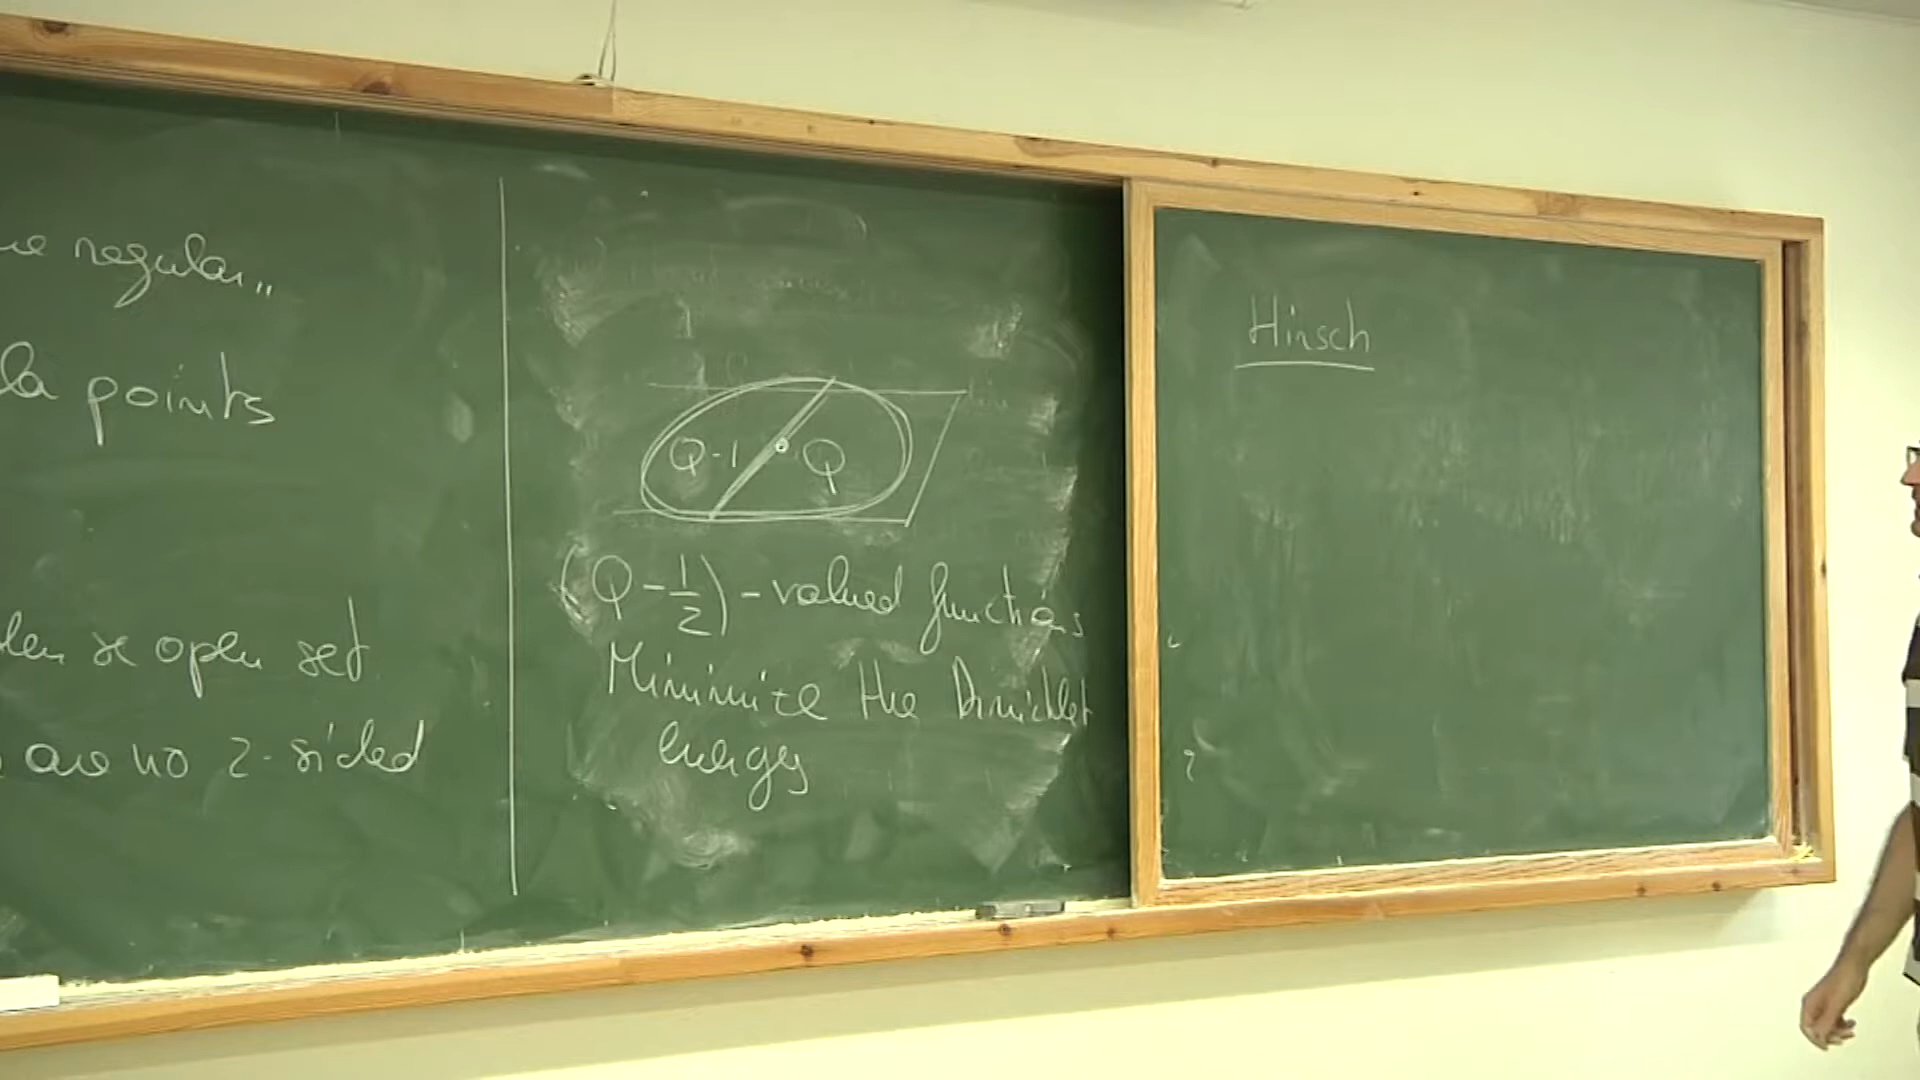 regular..
points
open set
are no 2-sided
Q-1 Q
(Q-1/2)-valued functions
Minimize the Dirichlet
energy
Hirsch